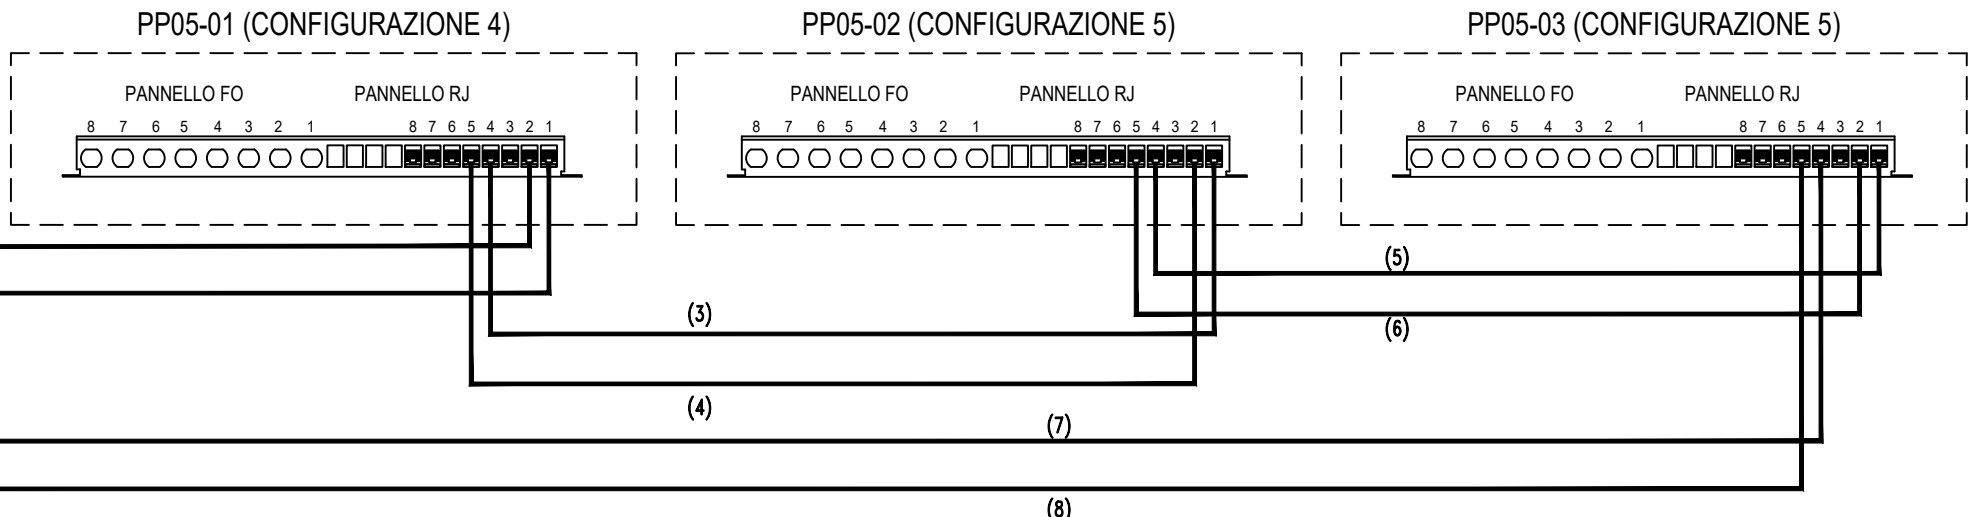 PP05-01 (CONFIGURAZIONE 4) PP05-02 (CONFIGURAZIONE 5) PP05-03 (CONFIGURAZIONE 5)
PANNELLO FO PANNELLO RJ PANNELLO FO PANNELLO RJ PANNELLO FO PANNELLO RJ
8 7 6 5 4 3 2 1 8 7 6 5 4 3 2 1 8 7 6 5 4 3 2 1 8 7 6 5 4 3 2 1 8 7 6 5 4 3 2 1 8 7 6 5 4 3 2 1
(5)
(3)
(6)
(4)
(7)
(8)